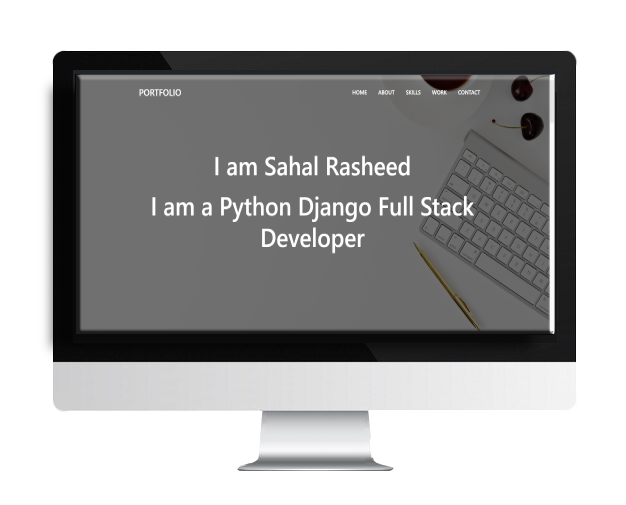 PORTFOLIO
HOME ABOUT SKILLS WORK CONTACT
I am Sahal Rasheed
I am a Python Django Full Stack
Developer